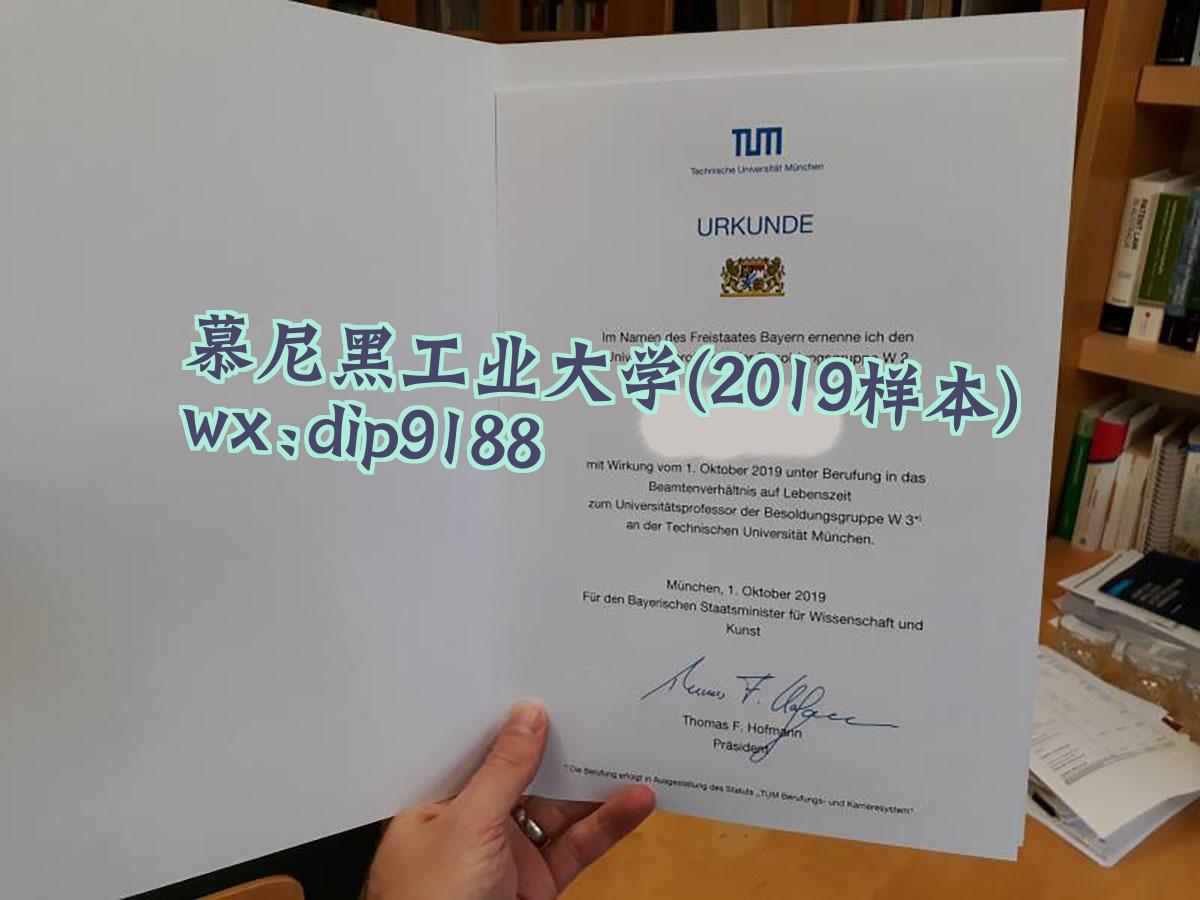 TUM
Technische Universität München
URKUNDE
Im Namen des Freistaates Bayern ernenne ich den
W 2
慕尼黑工业大学(2019样本)
wx:dip9188
mit Wirkung vom 1. Oktober 2019 unter Berufung in das
Beamtenverhältnis auf Lebenszeit
zum Universitätsprofessor der Besoldungsgruppe W 3*)
an der Technischen Universität München.
München, 1. Oktober 2019
Für den Bayerischen Staatsminister für Wissenschaft und
Kunst
Thomas F. Hofmann
Präsident
*) Die Berufung erfolgt in Ausgestaltung des Statuts „TUM Berufungs- und Karrieresystem“
PATENT LAW